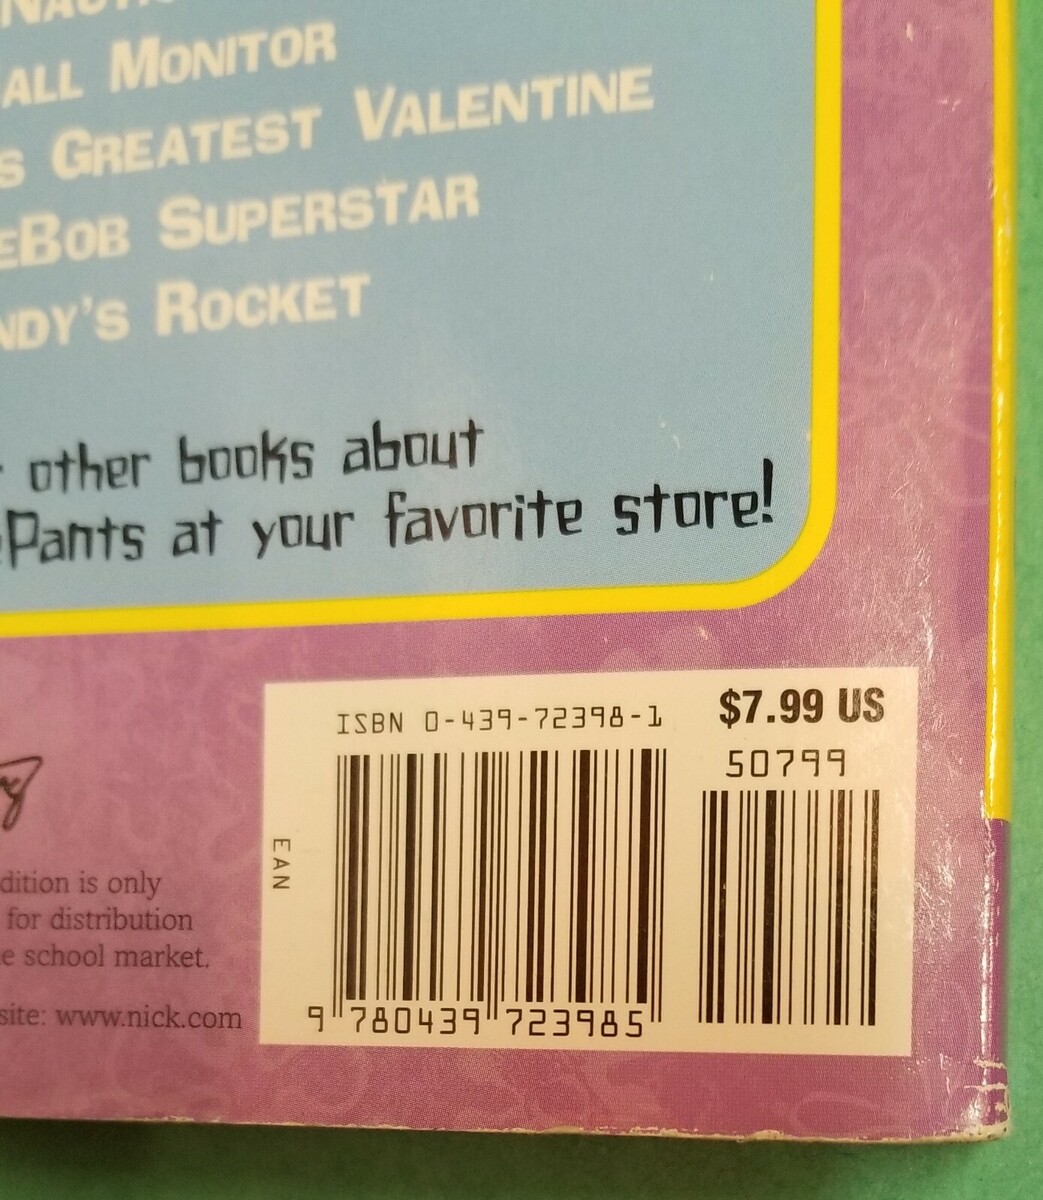 ALL MONITOR
S GREATEST VALENTINE
EBOB SUPERSTAR
NDY'S ROCKET
other books about
ePants at your favorite store!
ISBN 0-439-72398-1
$7.99 US
50799
EAN
9 780439 723985
dition is only
for distribution
e school market.
site: www.nick.com